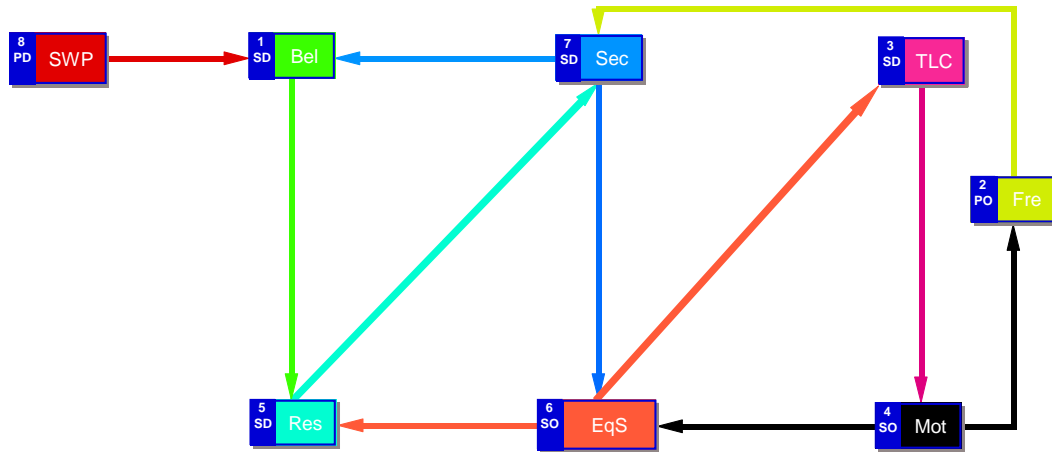 8
PD
SWP
1
SD
Bel
7
SD
Sec
3
SD
TLC
2
PO
Fre
5
SD
Res
6
SO
EqS
4
SO
Mot